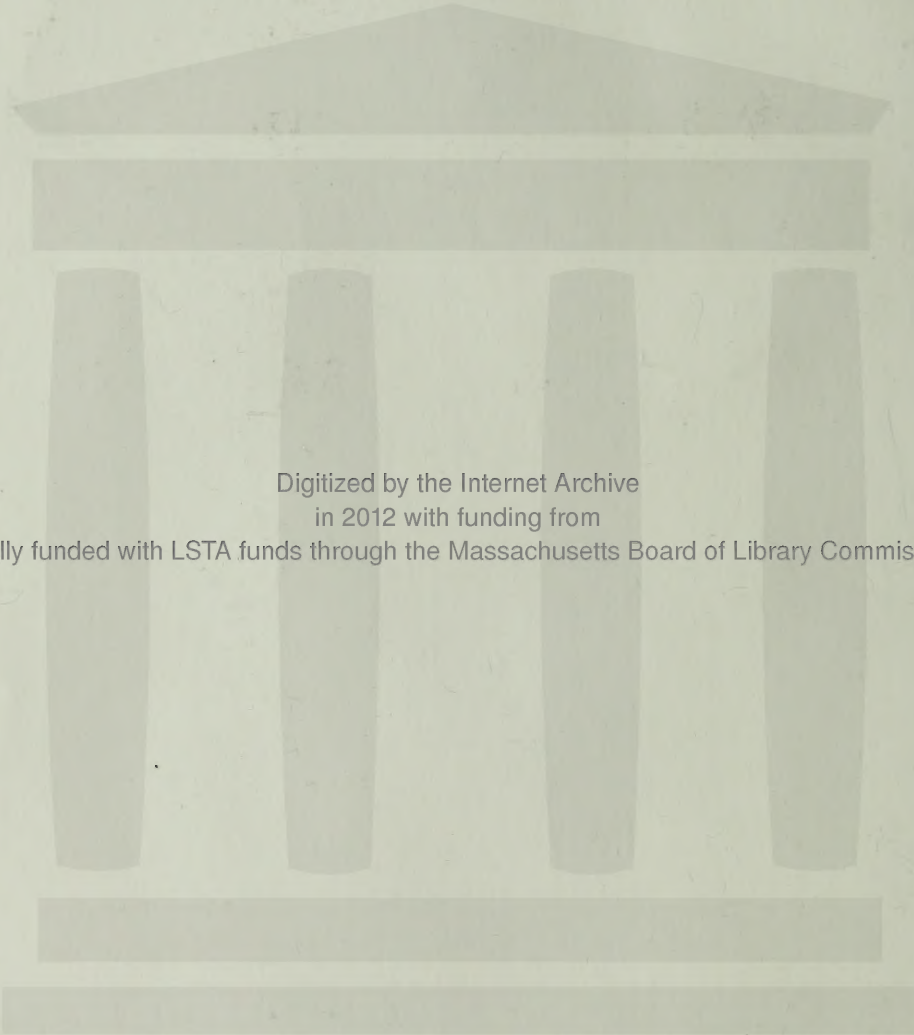 Digitized by the Internet Archive
in 2012 with funding from
lly funded with LSTA funds through the Massachusetts Board of Library Commis